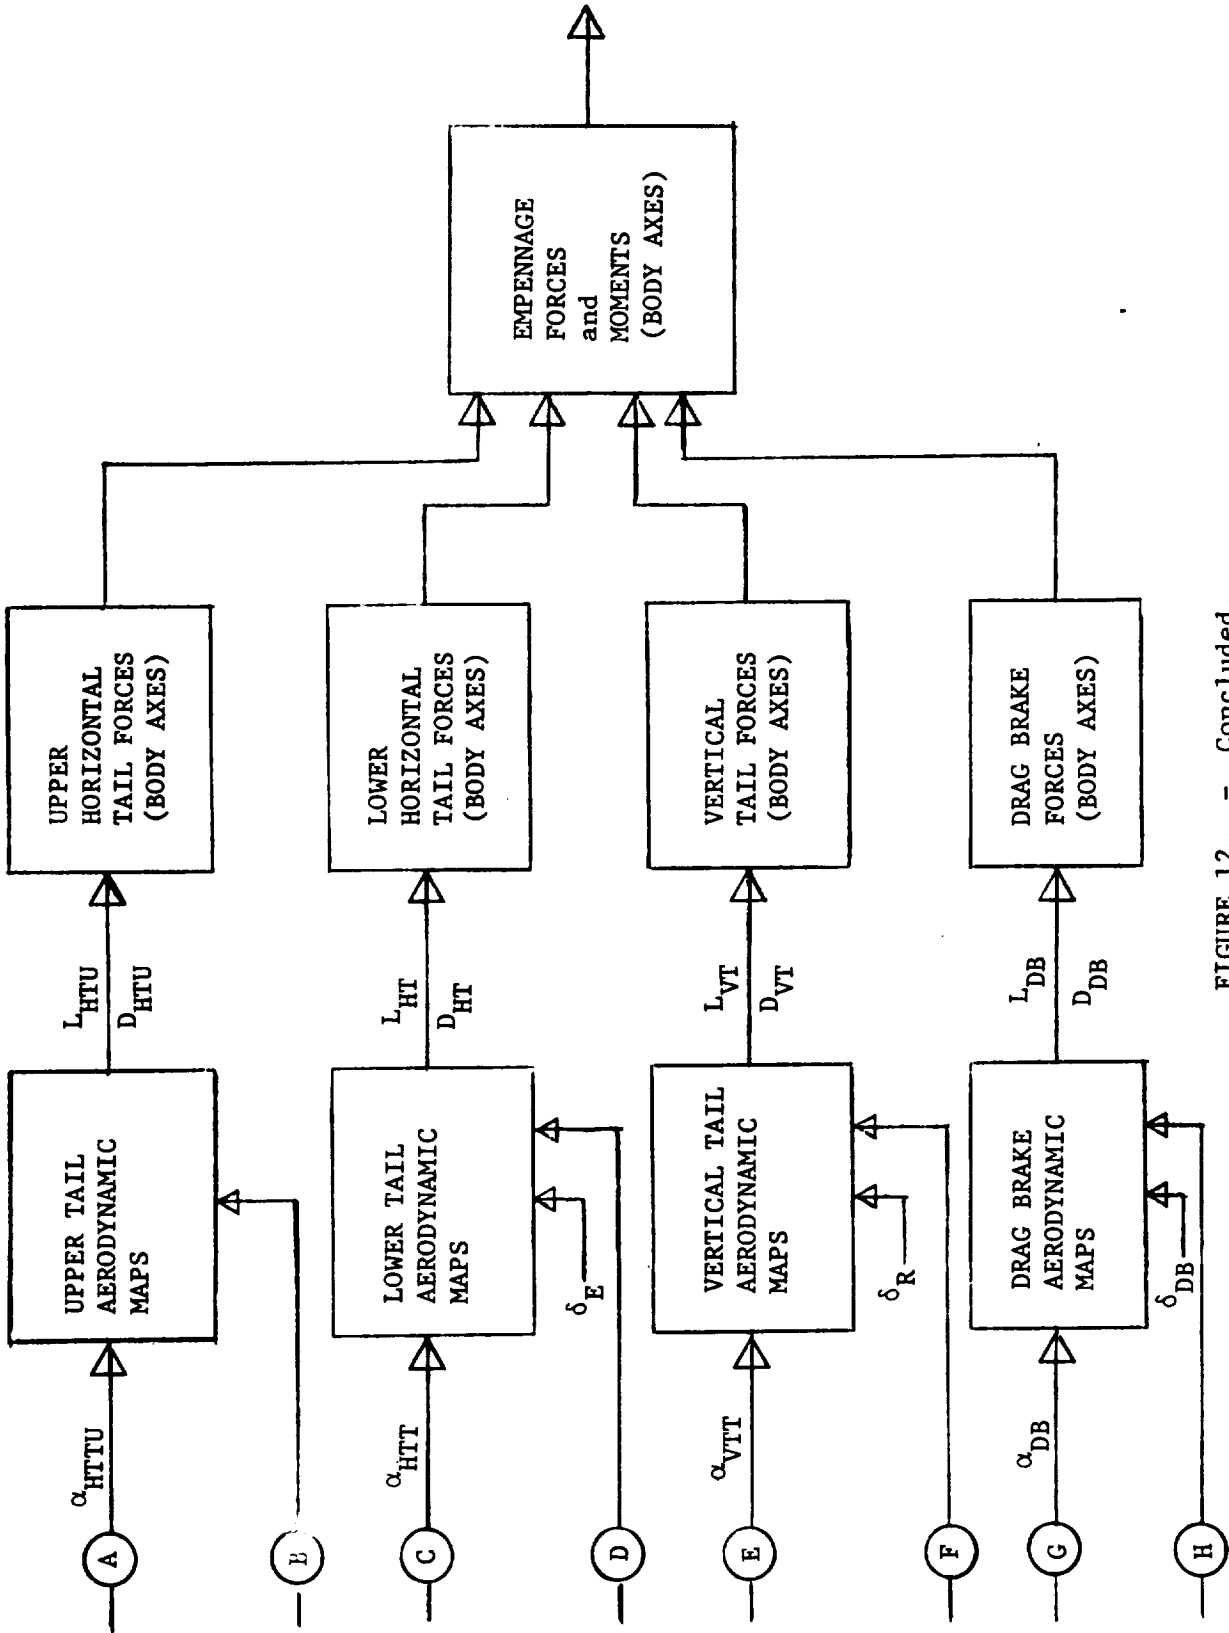 A
α_HTTU
UPPER TAIL
AERODYNAMIC
MAPS
L_HTU
D_HTU
UPPER
HORIZONTAL
TAIL FORCES
(BODY AXES)
B
C
α_HTT
LOWER TAIL
AERODYNAMIC
MAPS
δ_E
L_HT
D_HT
LOWER
HORIZONTAL
TAIL FORCES
(BODY AXES)
D
E
α_VTT
VERTICAL TAIL
AERODYNAMIC
MAPS
δ_R
L_VT
D_VT
VERTICAL
TAIL FORCES
(BODY AXES)
F
G
α_DB
DRAG BRAKE
AERODYNAMIC
MAPS
δ_DB
L_DB
D_DB
DRAG BRAKE
FORCES
(BODY AXES)
H
EMPENNAGE
FORCES
and
MOMENTS
(BODY AXES)
FIGURE 12 - Concluded